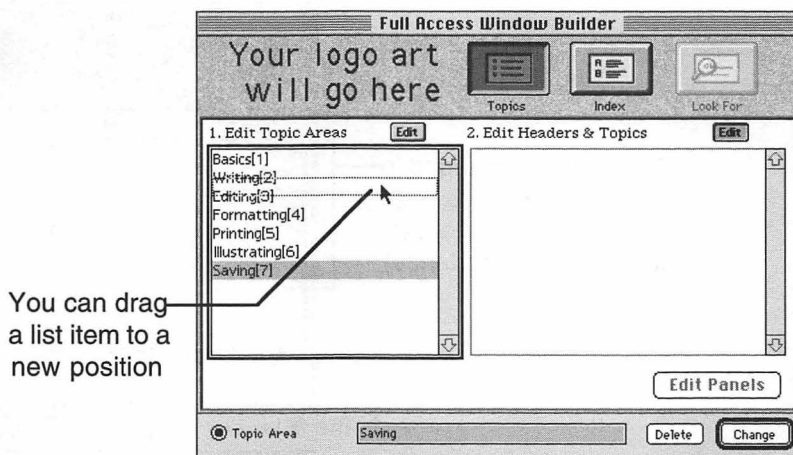 Full Access Window Builder
Your logo art
will go here
Topics
Index
Look For
1. Edit Topic Areas
Edit
2. Edit Headers & Topics
Edit
Basics[1]
Writing[2]
Editing[3]
Formatting[4]
Printing[5]
Illustrating[6]
Saving[7]
You can drag
a list item to a
new position
Edit Panels
Topic Area
Saving
Delete
Change